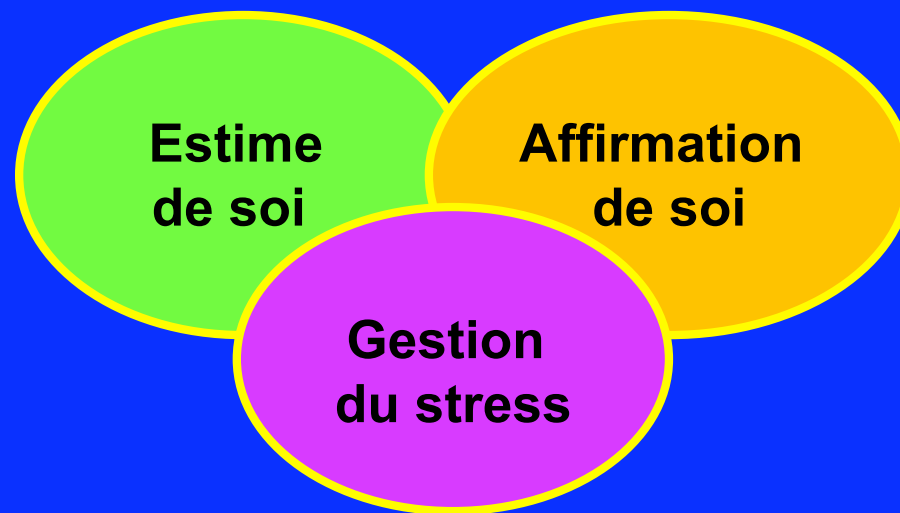 Estime
de soi
Affirmation
de soi
Gestion
du stress